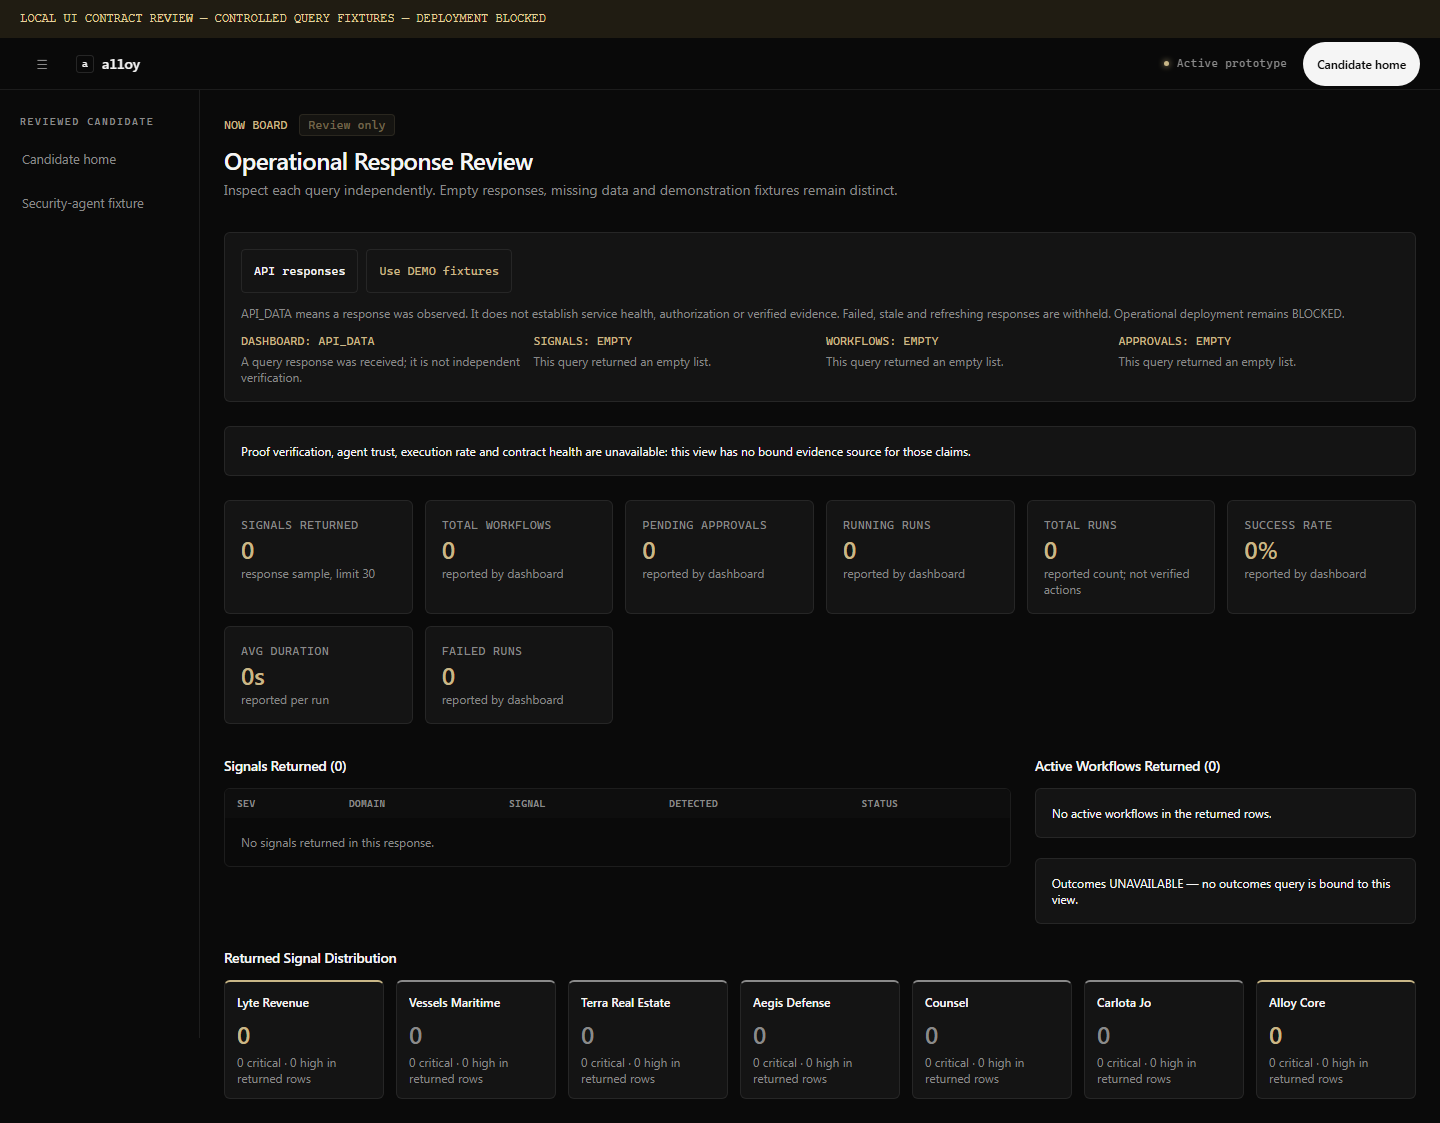 LOCAL UI CONTRACT REVIEW — CONTROLLED QUERY FIXTURES — DEPLOYMENT BLOCKED
☰ a alloy
Active prototype
Candidate home
REVIEWED CANDIDATE
Candidate home
Security-agent fixture
NOW BOARD Review only
Operational Response Review
Inspect each query independently. Empty responses, missing data and demonstration fixtures remain distinct.
API responses Use DEMO fixtures
API_DATA means a response was observed. It does not establish service health, authorization or verified evidence. Failed, stale and refreshing responses are withheld. Operational deployment remains BLOCKED.
DASHBOARD: API_DATA
A query response was received; it is not independent
verification.
SIGNALS: EMPTY
This query returned an empty list.
WORKFLOWS: EMPTY
This query returned an empty list.
APPROVALS: EMPTY
This query returned an empty list.
Proof verification, agent trust, execution rate and contract health are unavailable: this view has no bound evidence source for those claims.
SIGNALS RETURNED
0
response sample, limit 30
TOTAL WORKFLOWS
0
reported by dashboard
PENDING APPROVALS
0
reported by dashboard
RUNNING RUNS
0
reported by dashboard
TOTAL RUNS
0
reported count; not verified
actions
SUCCESS RATE
0%
reported by dashboard
AVG DURATION
0s
reported per run
FAILED RUNS
0
reported by dashboard
Signals Returned (0)
SEV DOMAIN SIGNAL DETECTED STATUS
No signals returned in this response.
Active Workflows Returned (0)
No active workflows in the returned rows.
Outcomes UNAVAILABLE — no outcomes query is bound to this
view.
Returned Signal Distribution
Lyte Revenue
0
0 critical · 0 high in
returned rows
Vessels Maritime
0
0 critical · 0 high in
returned rows
Terra Real Estate
0
0 critical · 0 high in
returned rows
Aegis Defense
0
0 critical · 0 high in
returned rows
Counsel
0
0 critical · 0 high in
returned rows
Carlota Jo
0
0 critical · 0 high in
returned rows
Alloy Core
0
0 critical · 0 high in
returned rows